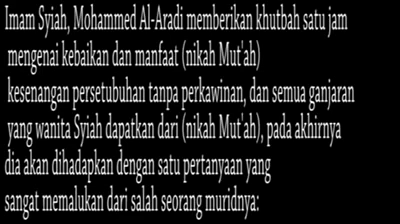 Imam Syiah, Mohammed Al-Aradi memberikan khutbah satu jam
mengenai kebaikan dan manfaat (nikah Mut'ah)
kesenangan persetubuhan tanpa perkawinan, dan semua ganjaran
yang wanita Syiah dapatkan dari (nikah Mut'ah), pada akhirnya
dia akan dihadapkan dengan satu pertanyaan yang
sangat memalukan dari salah seorang muridnya: